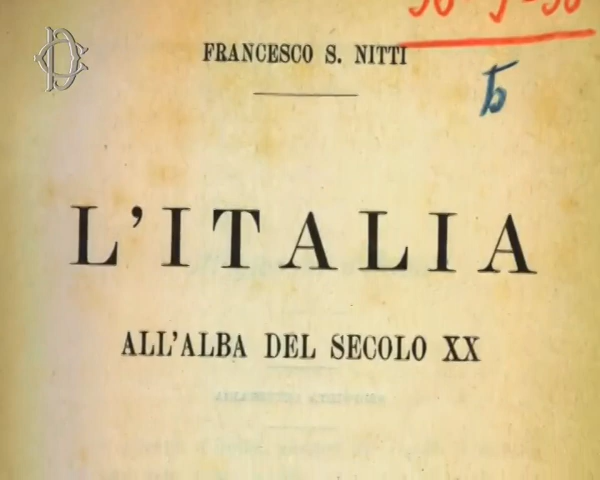 FRANCESCO S. NITTI
L'ITALIA
ALL'ALBA DEL SECOLO XX